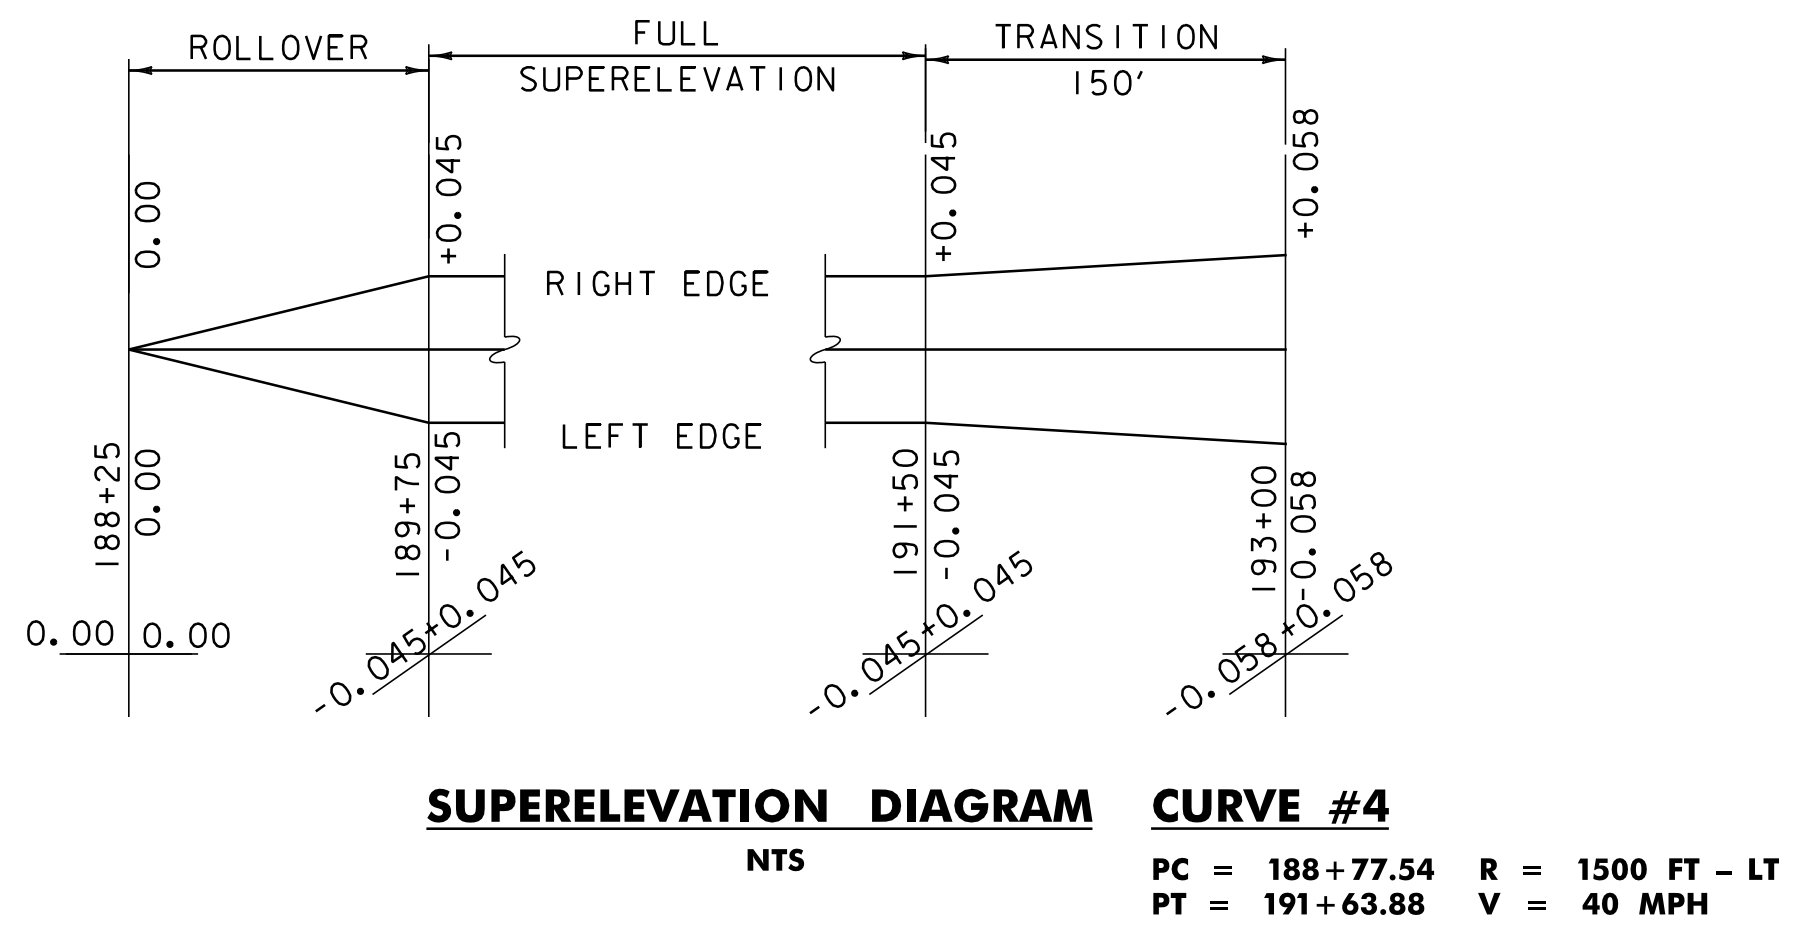 ROLLOVER
FULL
SUPERELEVATION
TRANSITION
150'
0.00
+0.045
+0.045
+0.058
RIGHT EDGE
LEFT EDGE
188+25
0.00
189+75
-0.045
191+50
-0.045
193+00
-0.058
0.00 0.00
-0.045+0.045
-0.045+0.045
-0.058+0.058
SUPERELEVATION DIAGRAM
NTS
CURVE #4
PC = 188+77.54 R = 1500 FT - LT
PT = 191+63.88 V = 40 MPH